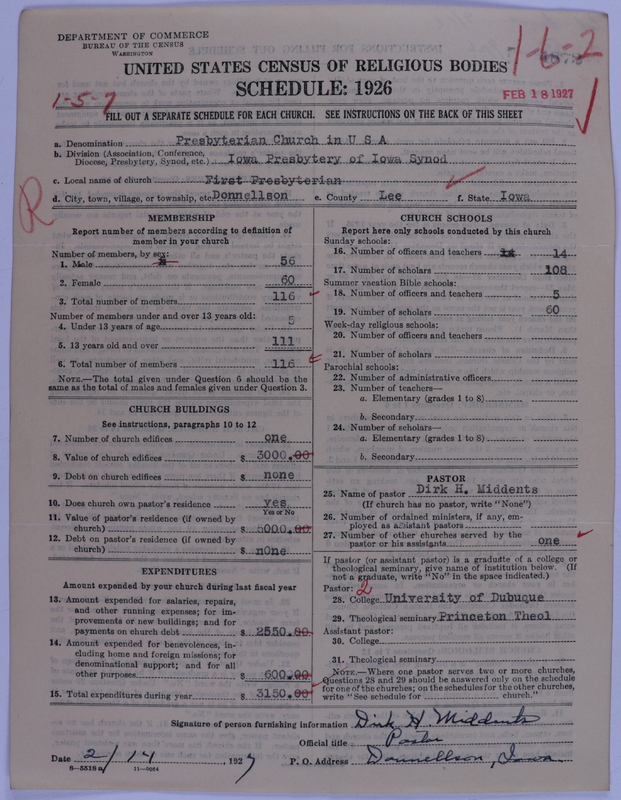 DEPARTMENT OF COMMERCE
BUREAU OF THE CENSUS
WASHINGTON
UNITED STATES CENSUS OF RELIGIOUS BODIES
SCHEDULE: 1926
1-6-2
FEB 18 1927
1-5-7
FILL OUT A SEPARATE SCHEDULE FOR EACH CHURCH. SEE INSTRUCTIONS ON THE BACK OF THIS SHEET
a. Denomination Presbyterian Church in U S A
b. Division (Association, Conference, Diocese, Presbytery, Synod, etc.) Iowa Presbytery of Iowa Synod
c. Local name of church First Presbyterian
d. City, town, village, or township, etc. Donnellson e. County Lee f. State Iowa
R
MEMBERSHIP
Report number of members according to definition of
member in your church
Number of members, by sex:
1. Male 56
2. Female 60
3. Total number of members 116
Number of members under and over 13 years old:
4. Under 13 years of age 5
5. 13 years old and over 111
6. Total number of members 116
NOTE.—The total given under Question 6 should be the
same as the total of males and females given under Question 3.
CHURCH BUILDINGS
See instructions, paragraphs 10 to 12
7. Number of church edifices one
8. Value of church edifices $ 3000.00
9. Debt on church edifices $ none
10. Does church own pastor's residence yes
Yes or No
11. Value of pastor's residence (if owned by
church) $ 5000.00
12. Debt on pastor's residence (if owned by
church) $ none
EXPENDITURES
Amount expended by your church during last fiscal year
13. Amount expended for salaries, repairs,
and other running expenses; for im-
provements or new buildings; and for
payments on church debt $ 2550.00
14. Amount expended for benevolences, in-
cluding home and foreign missions; for
denominational support; and for all
other purposes $ 600.00
15. Total expenditures during year $ 3150.00
CHURCH SCHOOLS
Report here only schools conducted by this church
Sunday schools:
16. Number of officers and teachers 14
17. Number of scholars 108
Summer vacation Bible schools:
18. Number of officers and teachers 5
19. Number of scholars 60
Week-day religious schools:
20. Number of officers and teachers
21. Number of scholars
Parochial schools:
22. Number of administrative officers
23. Number of teachers—
a. Elementary (grades 1 to 8)
b. Secondary
24. Number of scholars—
a. Elementary (grades 1 to 8)
b. Secondary
PASTOR
25. Name of pastor Dirk H. Middents
(If church has no pastor, write "None")
26. Number of ordained ministers, if any, em-
ployed as assistant pastors
27. Number of other churches served by the
pastor or his assistants one
If pastor (or assistant pastor) is a graduate of a college or
theological seminary, give name of institution below. (If
not a graduate, write "No" in the space indicated.)
Pastor: 2
28. College University of Dubuque
29. Theological seminary Princeton Theol
Assistant pastor:
30. College
31. Theological seminary
NOTE.—Where one pastor serves two or more churches,
Questions 28 and 29 should be answered only on the schedule
for one of the churches; on the schedules for the other churches,
write "See schedule for church."
Signature of person furnishing information Dirk H Middents
Official title Pastor
Date 2/14 1927 P. O. Address Donnellson, Iowa
8-5518a 11-9054